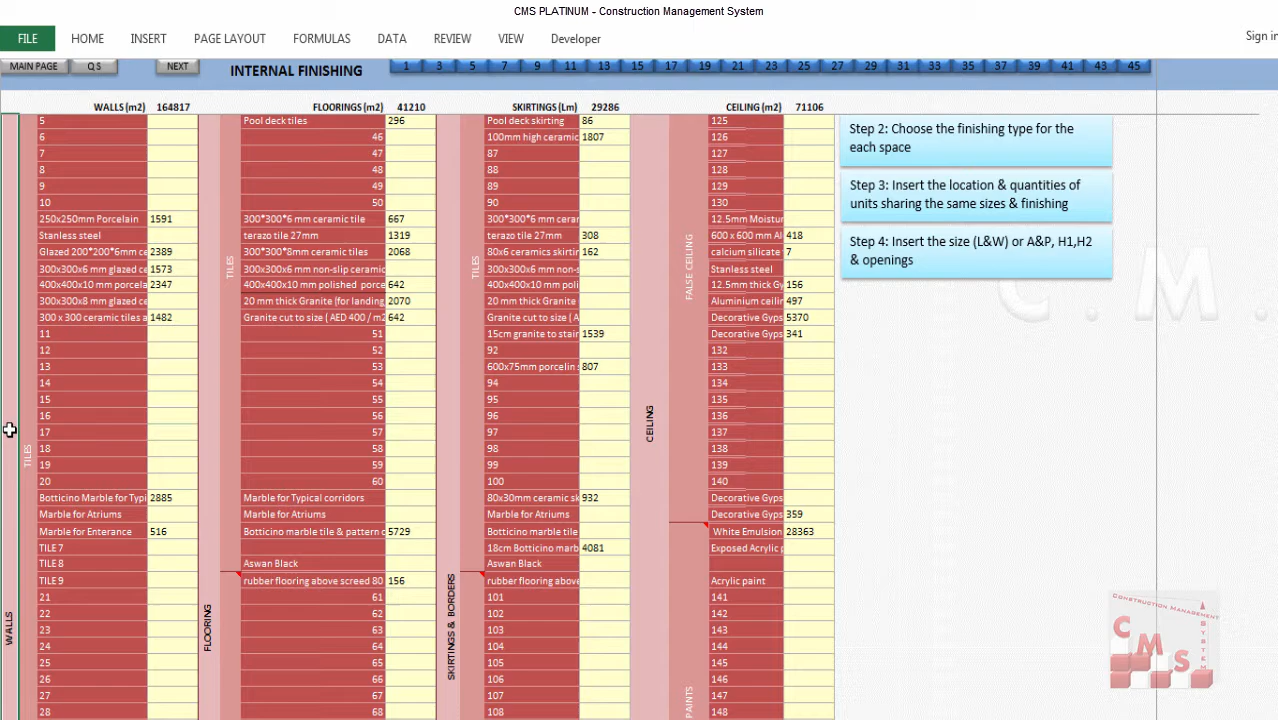 CMS PLATINUM - Construction Management System
FILE HOME INSERT PAGE LAYOUT FORMULAS DATA REVIEW VIEW Developer Sign in
MAIN PAGE Q S NEXT INTERNAL FINISHING 1 3 5 7 9 11 13 15 17 19 21 23 25 27 29 31 33 35 37 39 41 43 45
WALLS (m2) 164817 FLOORINGS (m2) 41210 SKIRTINGS (Lm) 29286 CEILING (m2) 71106
5 Pool deck tiles 296 Pool deck skirting 86 125
6 46 100mm high ceramic 1807 126
7 47 87 127
8 48 88 128
9 49 89 129
10 50 90 130
250x250mm Porcelain 1591 300*300*6 mm ceramic tile 667 300*300*6 mm cerar 12.5mm Moistur
Stanless steel 1319 terazo tile 27mm terazo tile 27mm 308 600 x 600 mm Al 418
Glazed 200*200*6mm ce 2389 300*300*8mm ceramic tiles 2068 80x6 ceramics skirtir 162 calcium silicate 7
300x300x6 mm glazed ce 1573 300x300x6 mm non-slip ceramic 300x300x6 mm non-s Stanless steel
400x400x10 mm porcela 2347 400x400x10 mm polished porce 642 400x400x10 mm poli 12.5mm thick Gy 156
300x300x8 mm glazed ce 20 mm thick Granite (for landing 2070 20 mm thick Granite Aluminium ceilin 497
300 x 300 ceramic tiles a 1482 Granite cut to size ( AED 400 / m2 642 Granite cut to size ( A Decorative Gyps 5370
11 51 15cm granite to stair 1539 Decorative Gyps 341
12 52 92 132
13 53 600x75mm porcelin s 807 133
14 54 94 134
15 55 95 135
16 56 96 136
17 57 97 137
18 58 98 138
19 59 99 139
20 60 100 140
Botticino Marble for Typi 2885 Marble for Typical corridors 80x30mm ceramic sk 932 Decorative Gyps
Marble for Atriums Marble for Atriums Marble for Atriums Decorative Gyps 359
Marble for Enterance 516 Botticino marble tile & pattern c 5729 Botticino marble tile White Emulsion 28363
TILE 7 18cm Botticino marb 4081 Exposed Acrylic p
TILE 8 Aswan Black Aswan Black
TILE 9 rubber flooring above screed 80 156 rubber flooring above Acrylic paint
21 61 101 141
22 62 102 142
23 63 103 143
24 64 104 144
25 65 105 145
26 66 106 146
27 67 107 147
28 68 108 148
WALLS
TILES
FLOORING
TILES
SKIRTINGS & BORDERS
TILES
CEILING
FALSE CEILING
PAINTS
Step 2: Choose the finishing type for the
each space
Step 3: Insert the location & quantities of
units sharing the same sizes & finishing
Step 4: Insert the size (L&W) or A&P, H1,H2
& openings
C . M .
CONSTRUCTION MANAGEMENT
SYSTEM
CMS